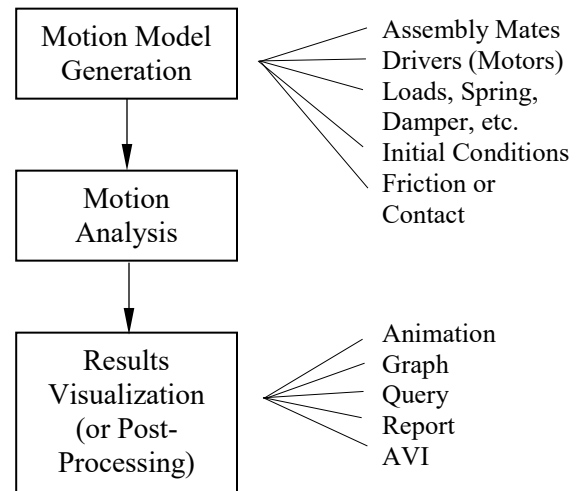 Motion Model
Generation
Assembly Mates
Drivers (Motors)
Loads, Spring,
Damper, etc.
Initial Conditions
Friction or
Contact
Motion
Analysis
Results
Visualization
(or Post-
Processing)
Animation
Graph
Query
Report
AVI